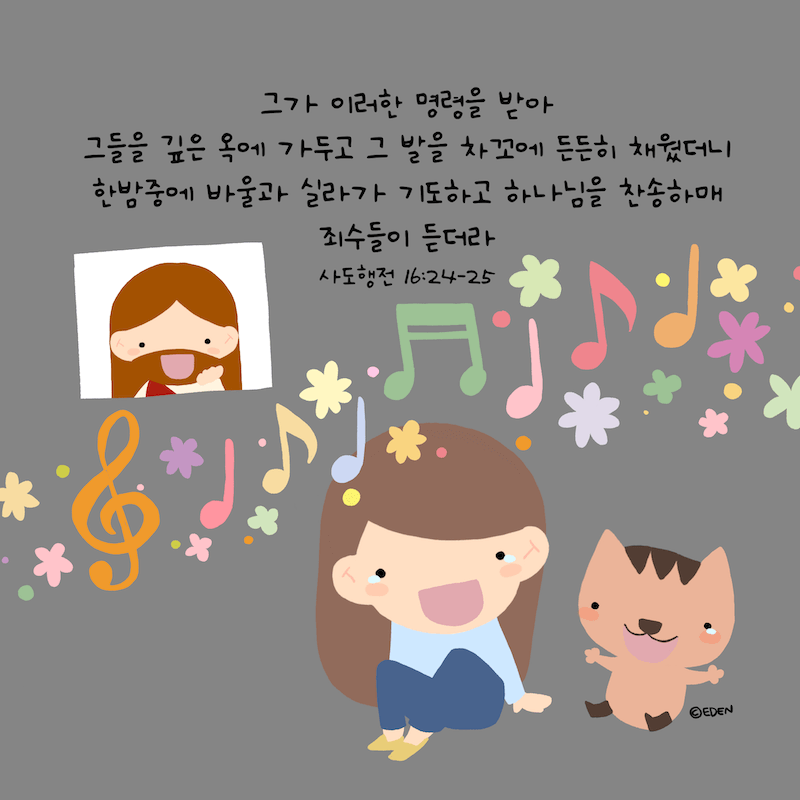 그가 이러한 명령을 받아
그들을 깊은 옥에 가두고 그 발을 차꼬에 든든히 채웠더니
한밤중에 바울과 실라가 기도하고 하나님을 찬송하매
죄수들이 듣더라
사도행전 16:24-25
©EDEN